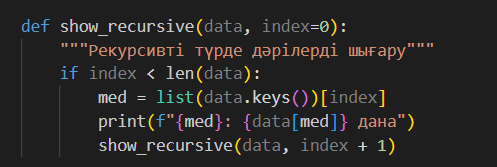 def show_recursive(data, index=0):
    """Рекурсивті түрде дәрілерді шығару"""
    if index < len(data):
        med = list(data.keys())[index]
        print(f"{med}: {data[med]} дана")
        show_recursive(data, index + 1)